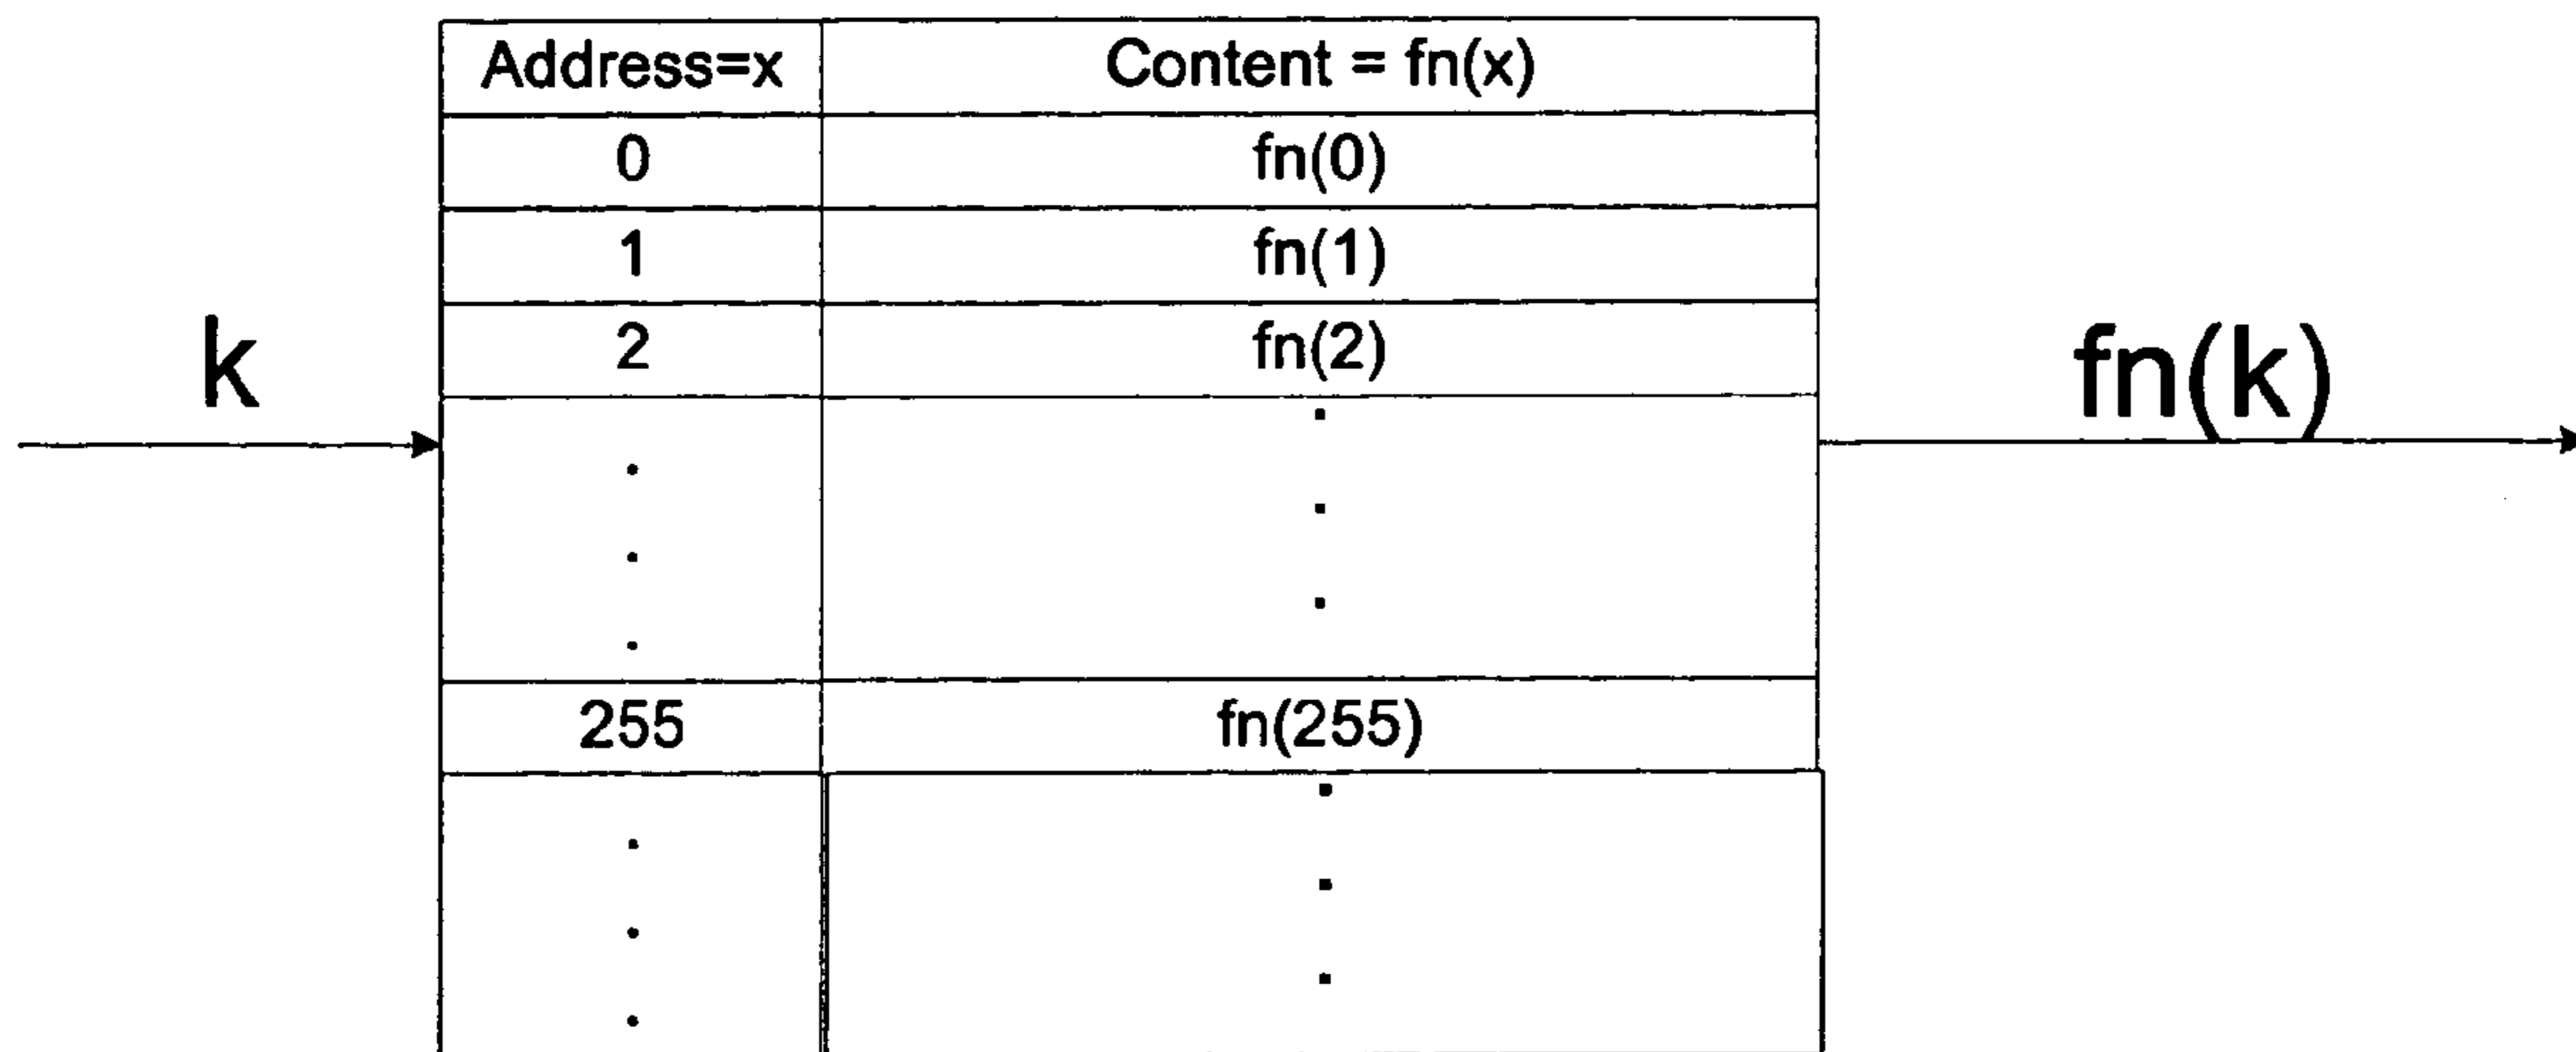 Address=x Content = fn(x)
0 fn(0)
1 fn(1)
2 fn(2)
k
fn(k)
.
.
.
.
.
.
255 fn(255)
.
.
.
.
.
.